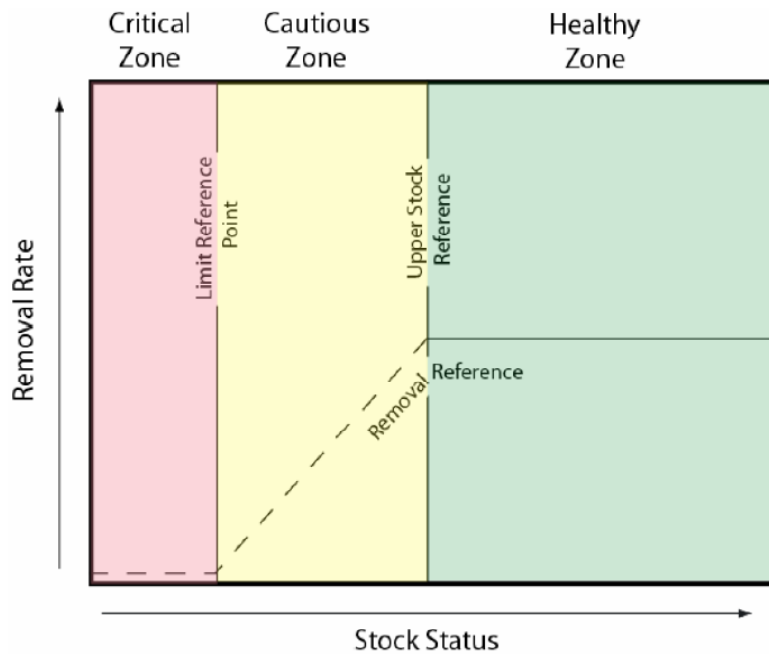 Critical
Zone
Cautious
Zone
Healthy
Zone
Removal Rate
Limit Reference
Point
Upper Stock
Reference
Removal Reference
Stock Status